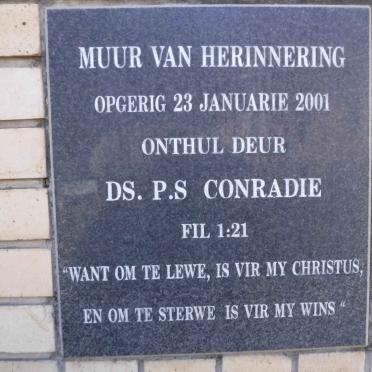 MUUR VAN HERINNERING
OPGERIG 23 JANUARIE 2001
ONTHUL DEUR
DS. P.S CONRADIE
FIL 1:21
“WANT OM TE LEWE, IS VIR MY CHRISTUS,
EN OM TE STERWE IS VIR MY WINS “